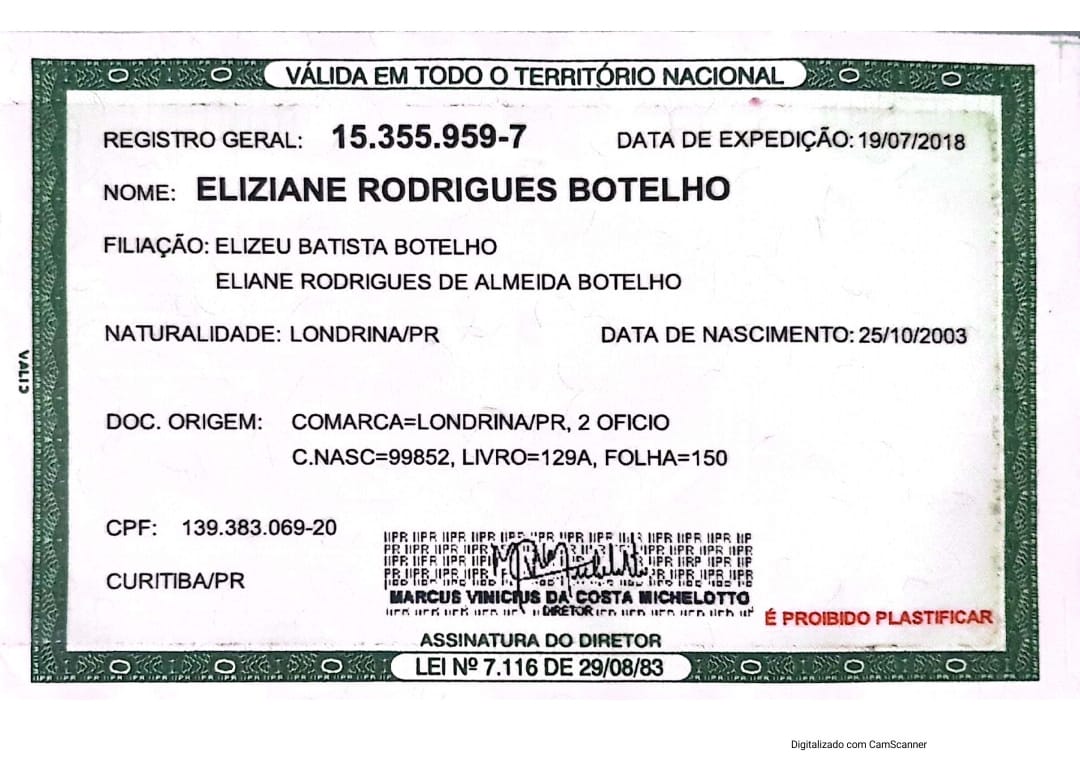 VÁLIDA EM TODO O TERRITÓRIO NACIONAL
REGISTRO GERAL: 15.355.959-7 DATA DE EXPEDIÇÃO: 19/07/2018
NOME: ELIZIANE RODRIGUES BOTELHO
FILIAÇÃO: ELIZEU BATISTA BOTELHO
ELIANE RODRIGUES DE ALMEIDA BOTELHO
NATURALIDADE: LONDRINA/PR DATA DE NASCIMENTO: 25/10/2003
DOC. ORIGEM: COMARCA=LONDRINA/PR, 2 OFICIO
C.NASC=99852, LIVRO=129A, FOLHA=150
CPF: 139.383.069-20
CURITIBA/PR
MARCUS VINICIUS DA COSTA MICHELOTTO
DIRETOR
É PROIBIDO PLASTIFICAR
ASSINATURA DO DIRETOR
LEI Nº 7.116 DE 29/08/83
Digitalizado com CamScanner